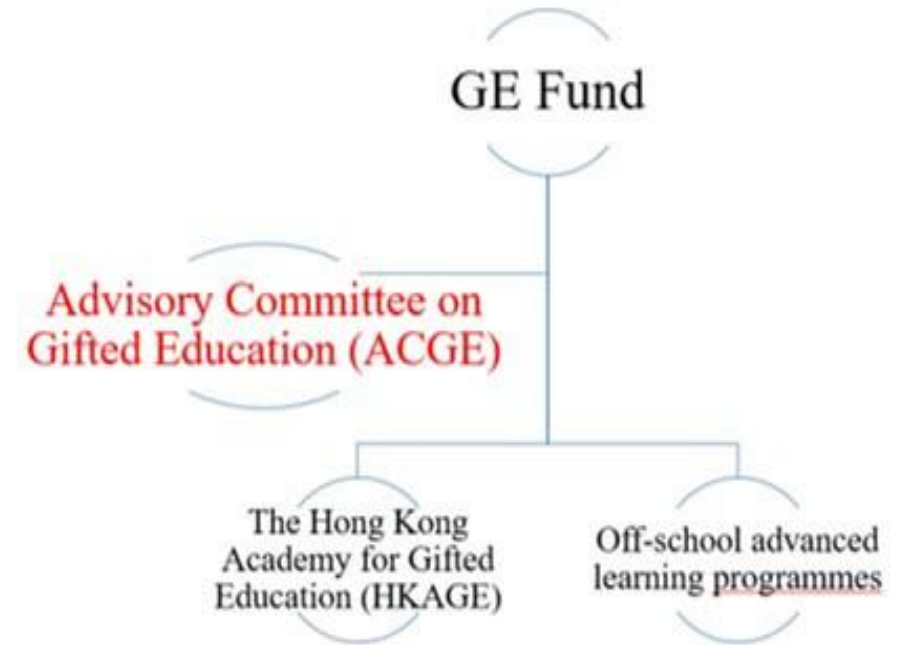 GE Fund
Advisory Committee on
Gifted Education (ACGE)
The Hong Kong
Academy for Gifted
Education (HKAGE)
Off-school advanced
learning programmes